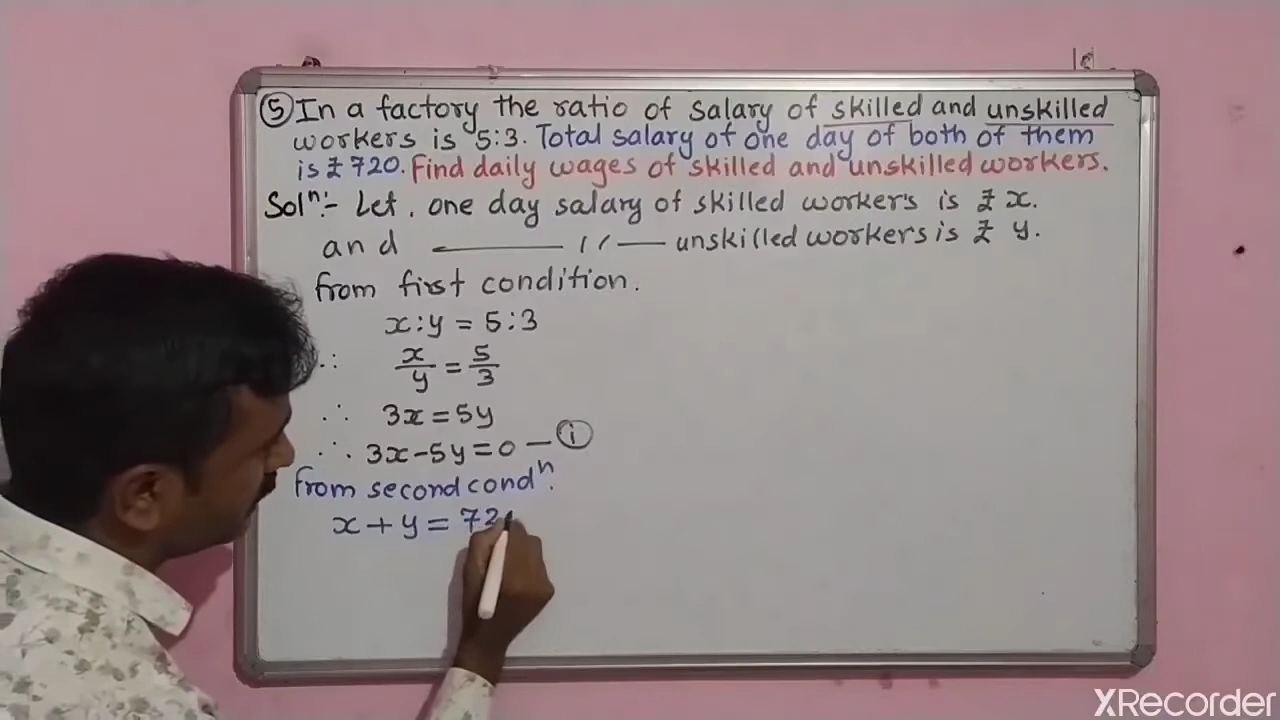 ⑤ In a factory the ratio of salary of skilled and unskilled
workers is 5:3. Total salary of one day of both of them
is ₹ 720. Find daily wages of skilled and unskilled workers.
Solⁿ:- Let, one day salary of skilled workers is ₹ x.
and ——— 〃 — unskilled workers is ₹ y.
from first condition.
x:y = 5:3
∴ x/y = 5/3
∴ 3x = 5y
∴ 3x-5y=0 — ⓘ
from second condⁿ.
x + y = 72
XRecorder